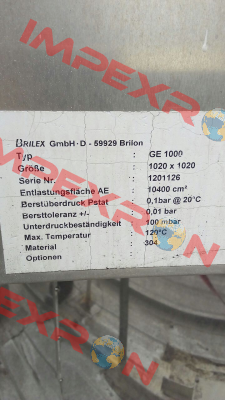 IMPEXRON
BRILEX GmbH·D - 59929 Brilon
Typ : GE 1000
Größe : 1020 x 1020
Serie Nr. : 1201126
Entlastungsfläche AE : 10400 cm²
Berstüberdruck Pstat : 0,1bar @ 20°C
Bersttoleranz +/- : 0,01 bar
Unterdruckbeständigkeit : 100 mbar
Max. Temperatur : 120°C
Material : 304
Optionen :
IMPEXRON
IMPEXRON